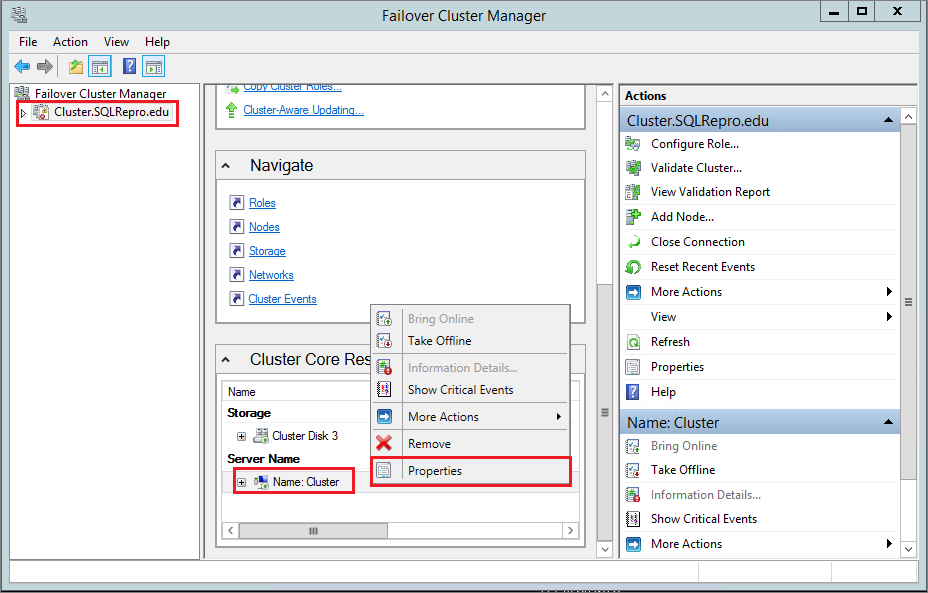 Failover Cluster Manager
File Action View Help
Failover Cluster Manager
Cluster.SQLRepro.edu
Copy Cluster Roles...
Cluster-Aware Updating...
Navigate
Roles
Nodes
Storage
Networks
Cluster Events
Cluster Core Res
Name
Storage
Cluster Disk 3
Server Name
Name: Cluster
Bring Online
Take Offline
Information Details...
Show Critical Events
More Actions
Remove
Properties
Actions
Cluster.SQLRepro.edu
Configure Role...
Validate Cluster...
View Validation Report
Add Node...
Close Connection
Reset Recent Events
More Actions
View
Refresh
Properties
Help
Name: Cluster
Bring Online
Take Offline
Information Details...
Show Critical Events
More Actions